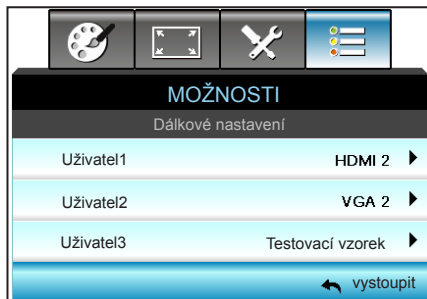 MOŽNOSTI
Dálkové nastavení
Uživatel1 HDMI 2
Uživatel2 VGA 2
Uživatel3 Testovací vzorek
vystoupit